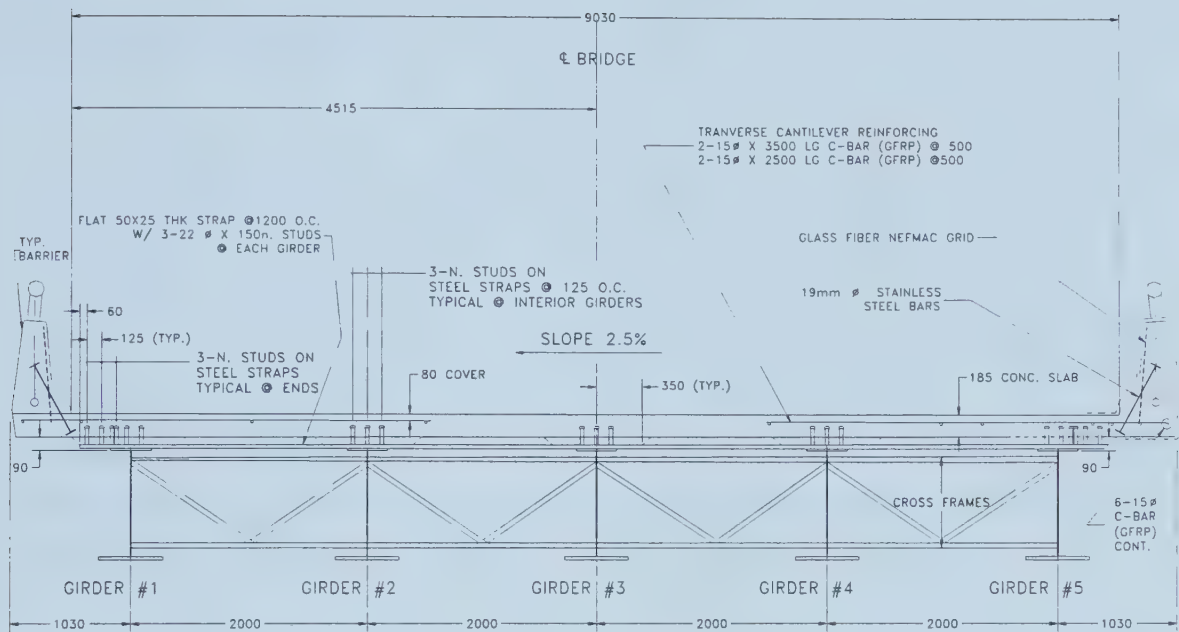 9030
℄ BRIDGE
4515
TRANVERSE CANTILEVER REINFORCING
2-15ø X 3500 LG C-BAR (GFRP) @ 500
2-15ø X 2500 LG C-BAR (GFRP) @500
FLAT 50X25 THK STRAP @1200 O.C.
W/ 3-22 ø X 150n. STUDS
@ EACH GIRDER
TYP.
BARRIER
GLASS FIBER NEFMAC GRID
3-N. STUDS ON
STEEL STRAPS @ 125 O.C.
TYPICAL @ INTERIOR GIRDERS
19mm ø STAINLESS
STEEL BARS
60
125 (TYP.)
SLOPE 2.5%
3-N. STUDS ON
STEEL STRAPS
TYPICAL @ ENDS
80 COVER
350 (TYP.)
185 CONC. SLAB
90
90
CROSS FRAMES
6-15ø
C-BAR
(GFRP)
CONT.
GIRDER #1
GIRDER #2
GIRDER #3
GIRDER #4
GIRDER #5
1030
2000
2000
2000
2000
1030